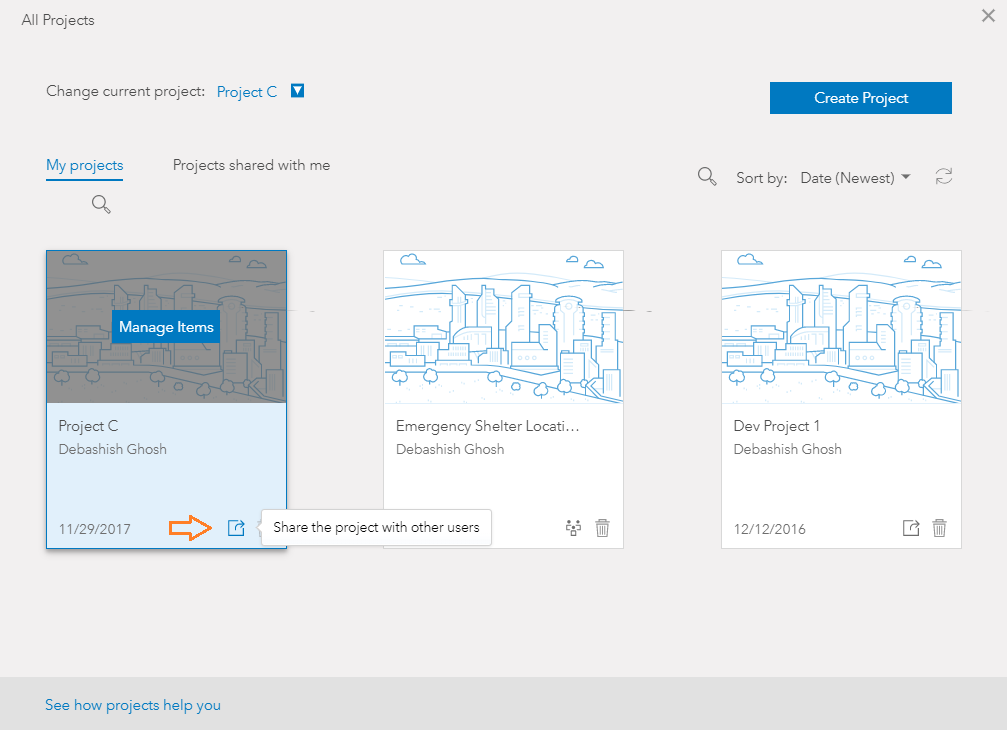 All Projects
Change current project: Project C
Create Project
My projects
Projects shared with me
Sort by: Date (Newest)
Manage Items
Project C
Debashish Ghosh
11/29/2017
Share the project with other users
Emergency Shelter Locati...
Debashish Ghosh
Dev Project 1
Debashish Ghosh
12/12/2016
See how projects help you